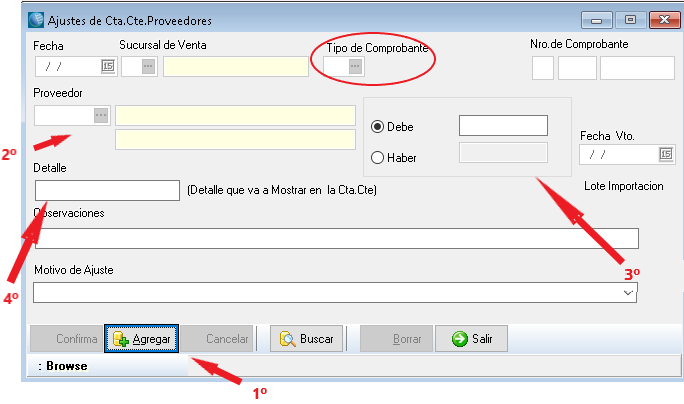 Ajustes de Cta.Cte.Proveedores
Fecha Sucursal de Venta Tipo de Comprobante Nro.de Comprobante
/ / 15
Proveedor
Debe
Haber
Fecha Vto.
/ / 15
2º
Detalle
(Detalle que va a Mostrar en la Cta.Cte)
Lote Importacion
Observaciones
3º
Motivo de Ajuste
4º
Confirma Agregar Cancelar Buscar Borrar Salir
: Browse
1º